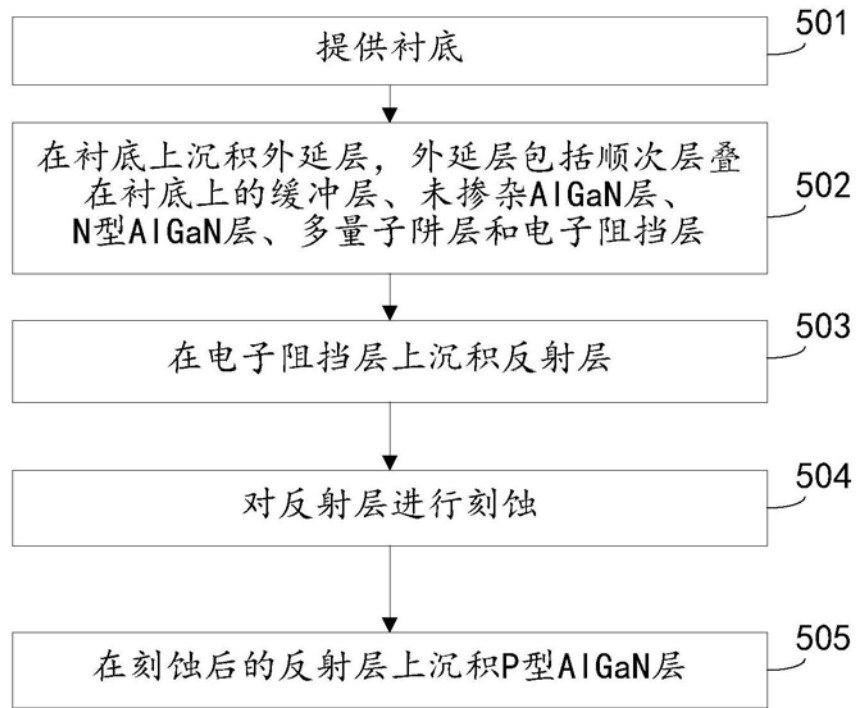 提供衬底
501
在衬底上沉积外延层，外延层包括顺次层叠
在衬底上的缓冲层、未掺杂AlGaN层、
N型AlGaN层、多量子阱层和电子阻挡层
502
在电子阻挡层上沉积反射层
503
对反射层进行刻蚀
504
在刻蚀后的反射层上沉积P型AlGaN层
505